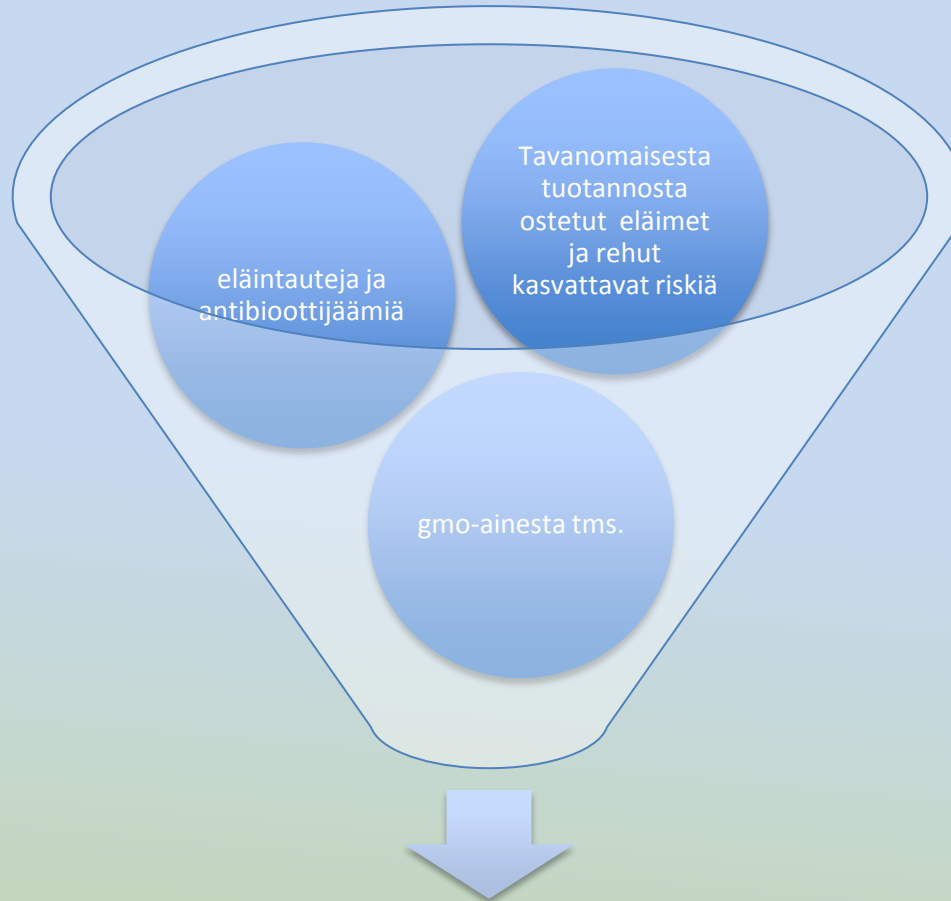 Tavanomaisesta
tuotannosta
ostetut eläimet
ja rehut
kasvattavat riskiä
eläintauteja ja
antibioottijäämiä
gmo-ainesta tms.